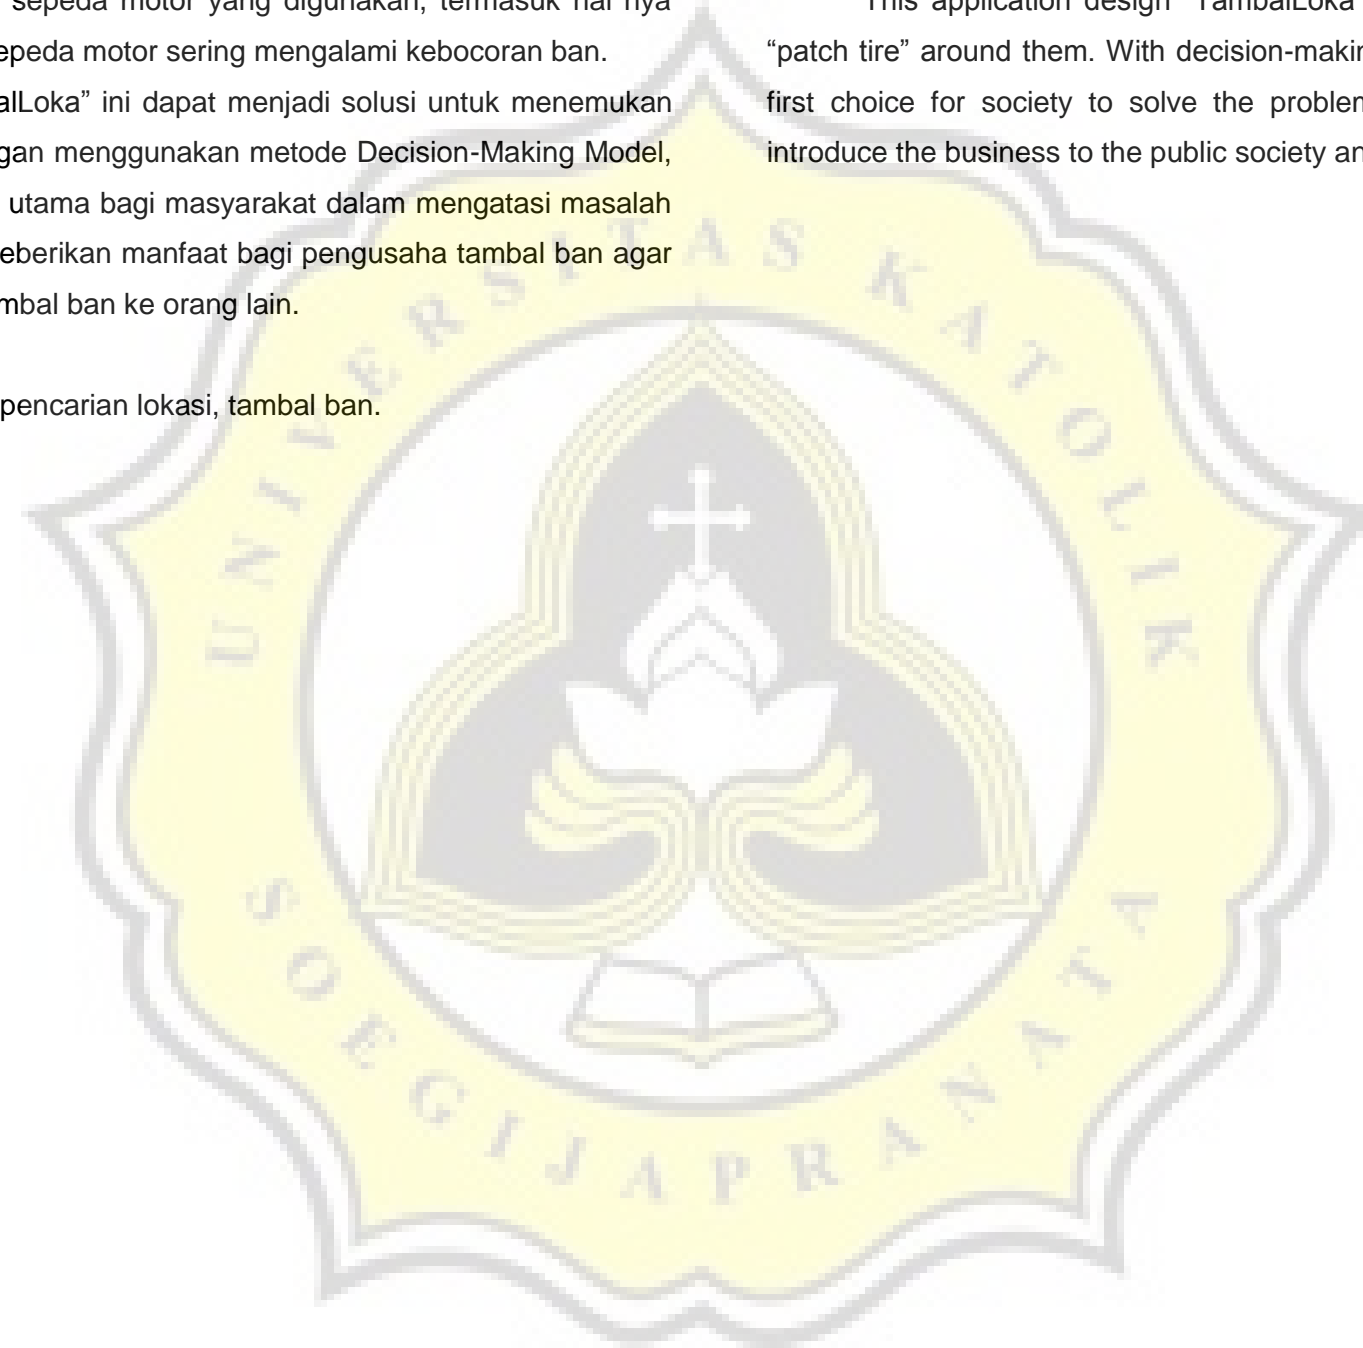 sepeda motor yang digunakan, termasuk hal nya
epeda motor sering mengalami kebocoran ban.
alLoka” ini dapat menjadi solusi untuk menemukan
gan menggunakan metode Decision-Making Model,
utama bagi masyarakat dalam mengatasi masalah
eberikan manfaat bagi pengusaha tambal ban agar
mbal ban ke orang lain.
pencarian lokasi, tambal ban.
This application design “TambalLoka
“patch tire” around them. With decision-makin
first choice for society to solve the problem
introduce the business to the public society an
UNIVERSITAS KATOLIK
SOEGIJAPRANATA